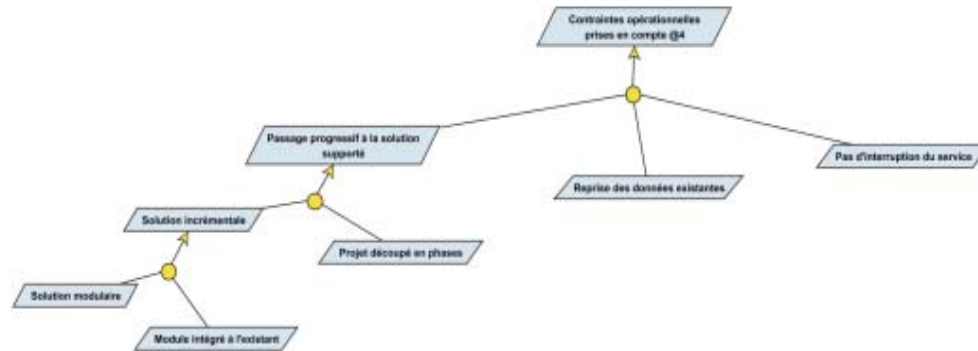 Contraintes opérationnelles
prises en compte @4
Passage progressif à la solution
supporté
Pas d'interruption du service
Reprise des données existantes
Solution incrémentale
Projet découpé en phases
Solution modulaire
Module intégré à l'existant